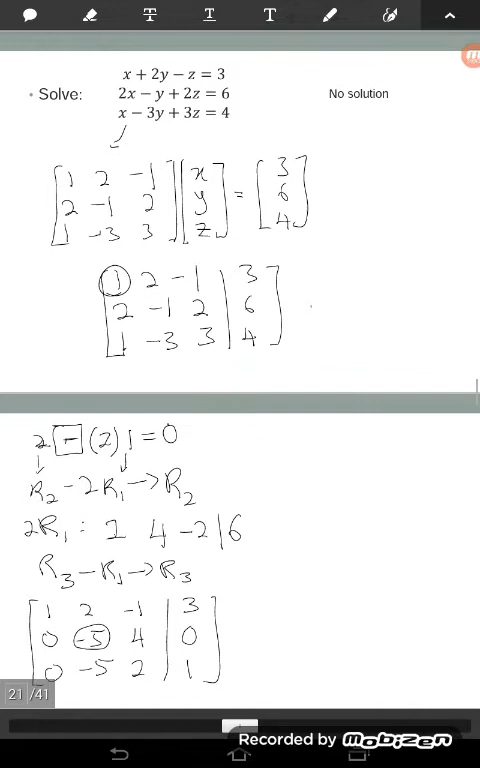 x + 2y − z = 3
• Solve: 2x − y + 2z = 6 No solution
x − 3y + 3z = 4
[1 2 -1] [x] = [3]
[2 -1 2] [y] [6]
[1 -3 3] [z] [4]
[1 2 -1 | 3]
[2 -1 2 | 6]
[1 -3 3 | 4]
2 - (2) 1 = 0
R2 - 2R1 → R2
2R1 : 2 4 -2 | 6
R3 - R1 → R3
[1 2 -1 | 3]
[0 -5 4 | 0]
[0 -5 2 | 1]
21 /41
Recorded by Mobizen